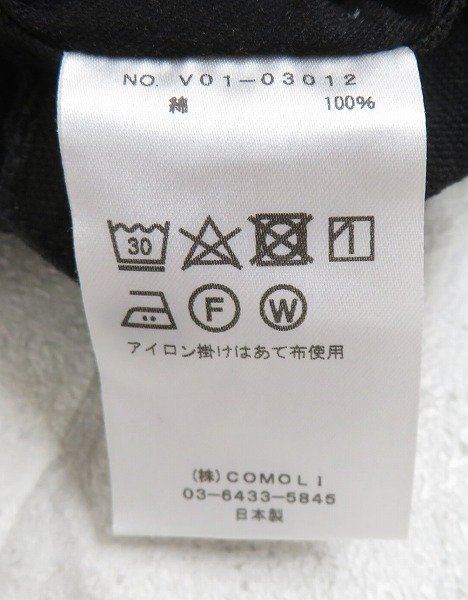 NO. V01-03012
綿 100%
30
F W
アイロン掛けはあて布使用
(株)COMOLI
03-6433-5845
日本製